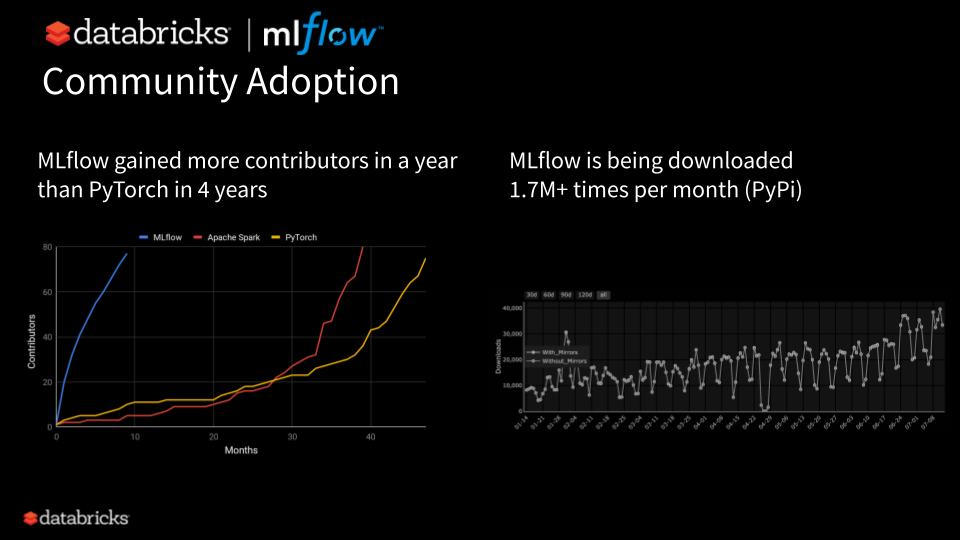 databricks | mlflow™
Community Adoption
MLflow gained more contributors in a year
than PyTorch in 4 years
MLflow is being downloaded
1.7M+ times per month (PyPi)
MLflow Apache Spark PyTorch
Contributors
80
60
40
20
0
0 10 20 30 40
Months
30d 60d 90d 120d all
Downloads
40,000
30,000
20,000
10,000
0
With_Mirrors
Without_Mirrors
01-14 01-21 01-28 02-04 02-11 02-18 02-25 03-04 03-11 03-18 03-25 04-01 04-08 04-15 04-22 04-29 05-06 05-13 05-20 05-27 06-03 06-10 06-17 06-24 07-01 07-08
databricks